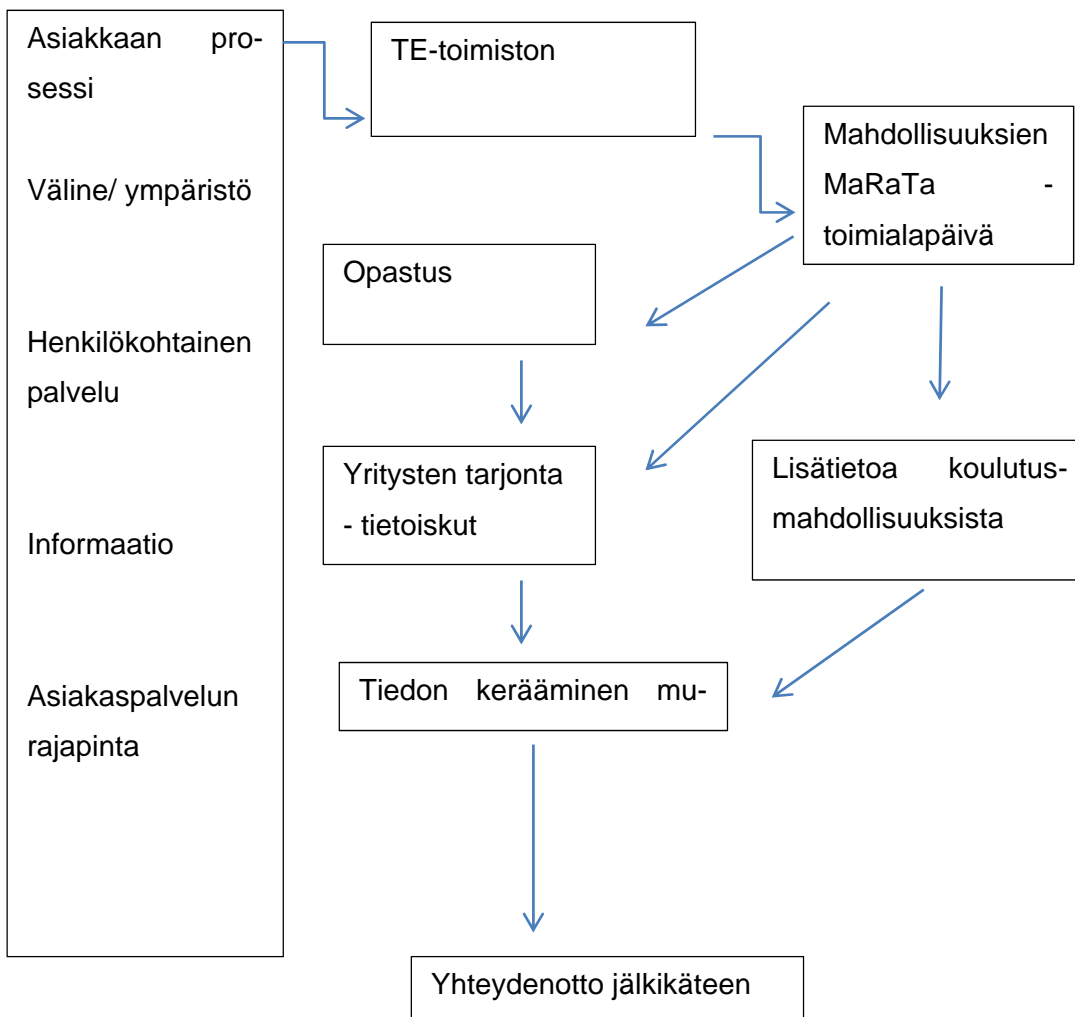 Asiakkaan pro-
sessi
Väline/ ympäristö
Henkilökohtainen
palvelu
Informaatio
Asiakaspalvelun
rajapinta
TE-toimiston
Mahdollisuuksien
MaRaTa -
toimialapäivä
Opastus
Yritysten tarjonta
- tietoiskut
Lisätietoa koulutus-
mahdollisuuksista
Tiedon kerääminen mu-
Yhteydenotto jälkikäteen